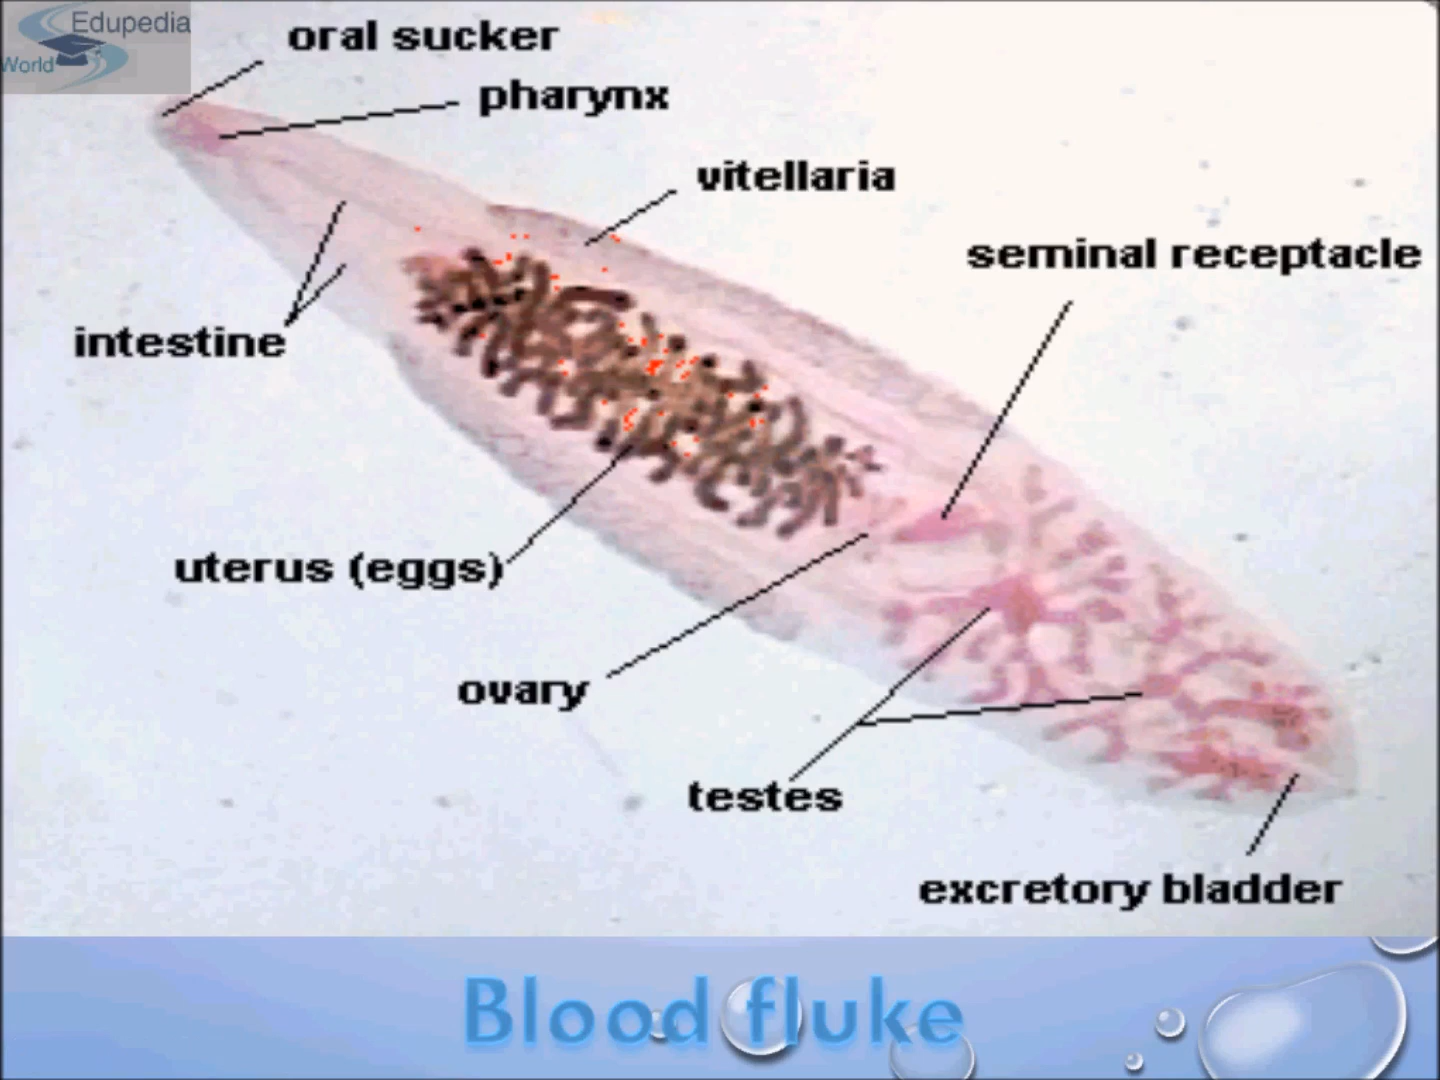 Edupedia
World
oral sucker
pharynx
vitellaria
seminal receptacle
intestine
uterus (eggs)
ovary
testes
excretory bladder
Blood fluke